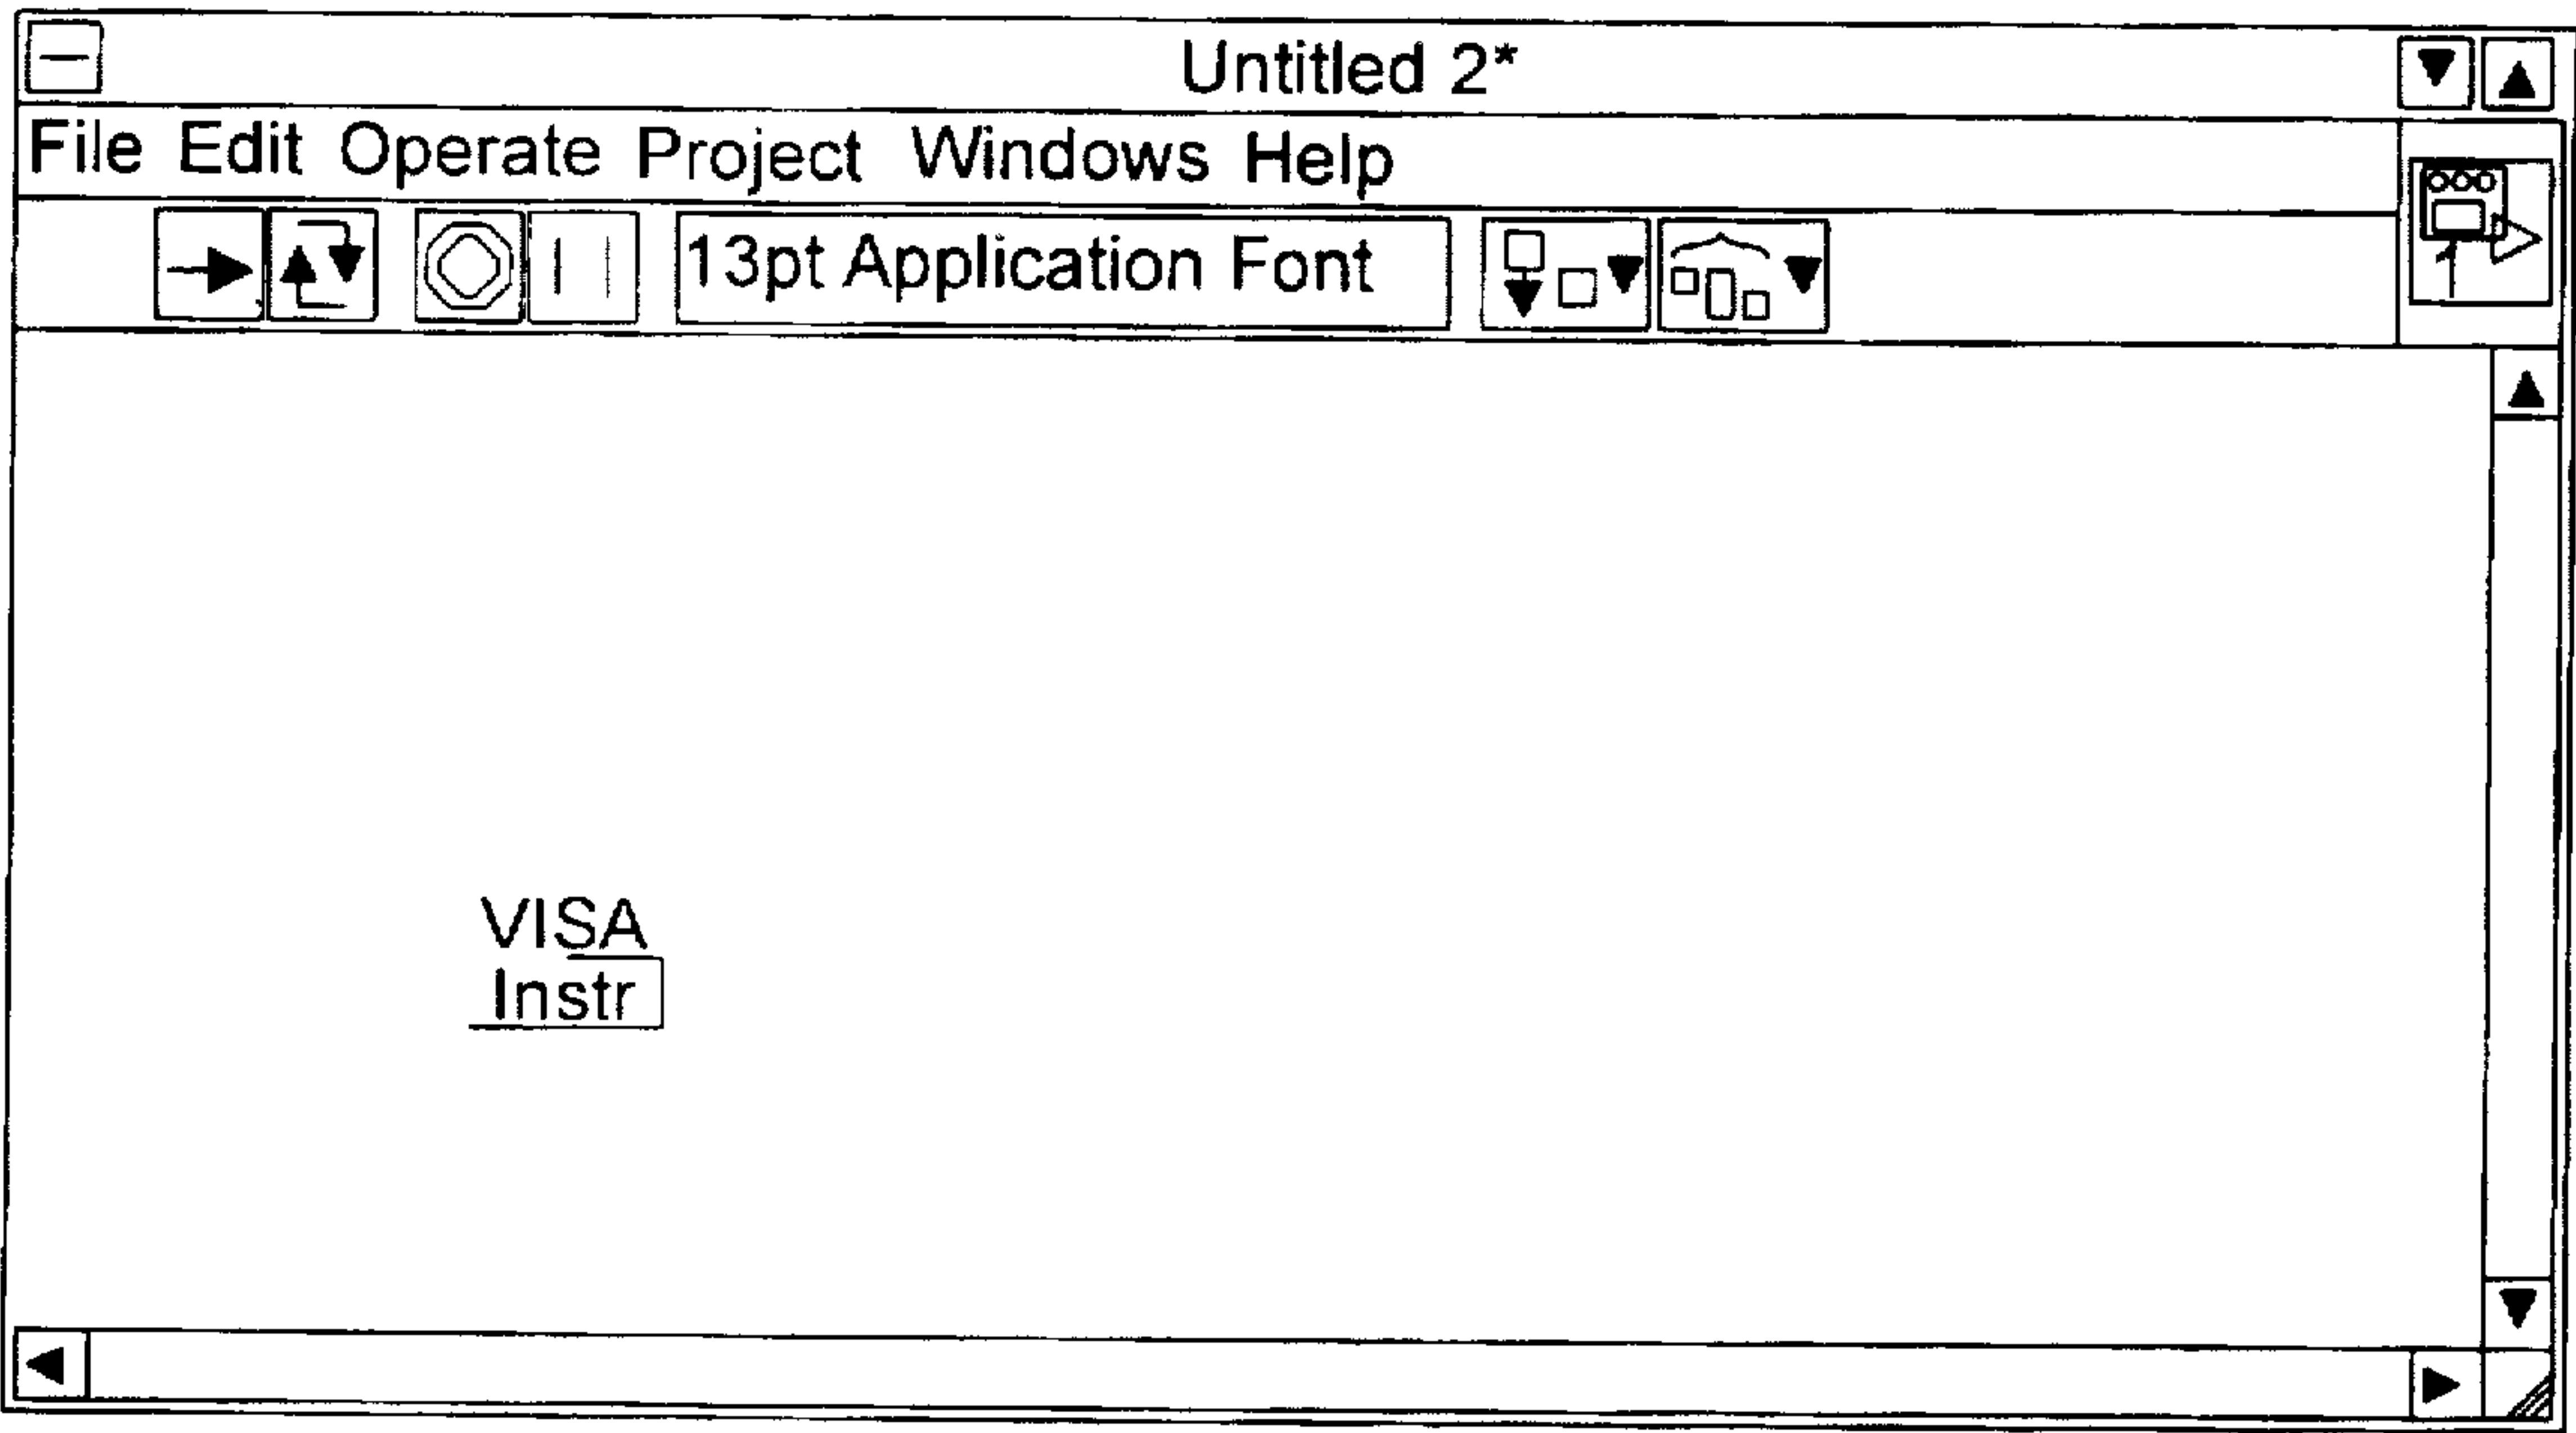 Untitled 2*
File Edit Operate Project Windows Help
13pt Application Font
VISA
Instr